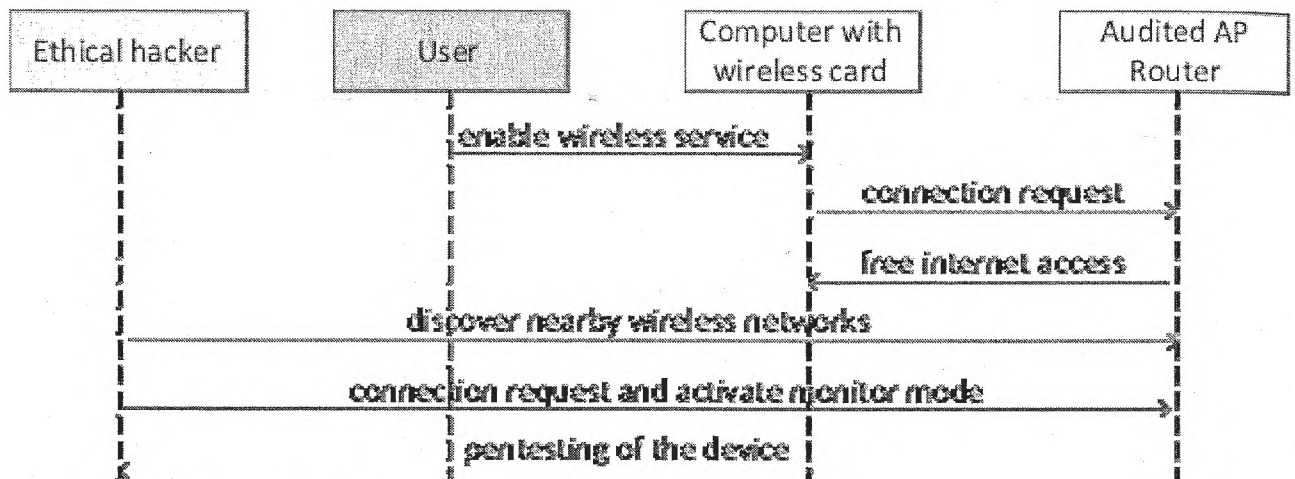 Ethical hacker
User
Computer with
wireless card
Audited AP
Router
enable wireless service
connection request
free internet access
discover nearby wireless networks
connection request and activate monitor mode
pentesting of the device